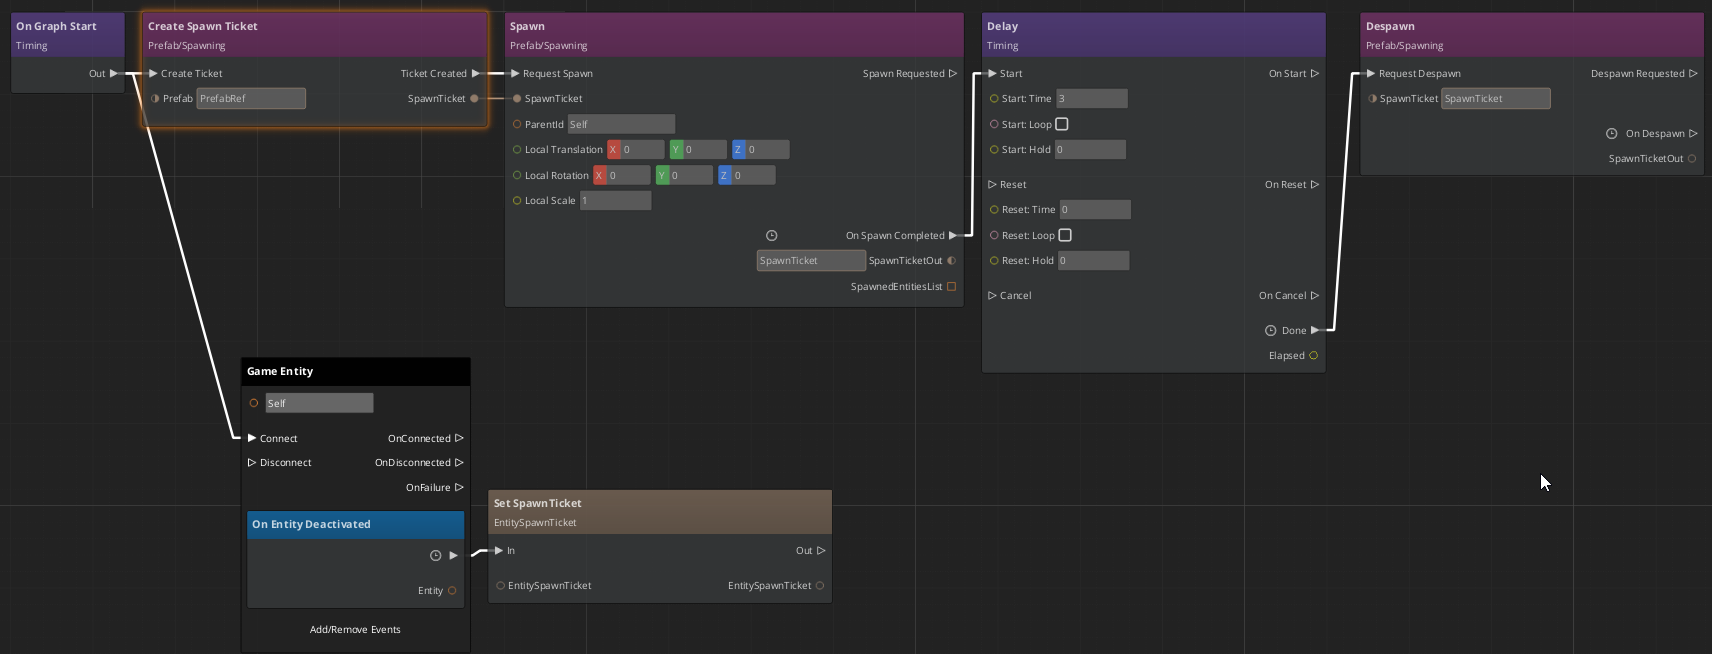 On Graph Start
Timing
Out
Create Spawn Ticket
Prefab/Spawning
Create Ticket Ticket Created
Prefab PrefabRef SpawnTicket
Spawn
Prefab/Spawning
Request Spawn Spawn Requested
SpawnTicket
ParentId Self
Local Translation X 0 Y 0 Z 0
Local Rotation X 0 Y 0 Z 0
Local Scale 1
On Spawn Completed
SpawnTicket SpawnTicketOut
SpawnedEntitiesList
Delay
Timing
Start On Start
Start: Time 3
Start: Loop
Start: Hold 0
Reset On Reset
Reset: Time 0
Reset: Loop
Reset: Hold 0
Cancel On Cancel
Done
Elapsed
Despawn
Prefab/Spawning
Request Despawn Despawn Requested
SpawnTicket SpawnTicket
On Despawn
SpawnTicketOut
Game Entity
Self
Connect OnConnected
Disconnect OnDisconnected
OnFailure
On Entity Deactivated
Entity
Add/Remove Events
Set SpawnTicket
EntitySpawnTicket
In Out
EntitySpawnTicket EntitySpawnTicket